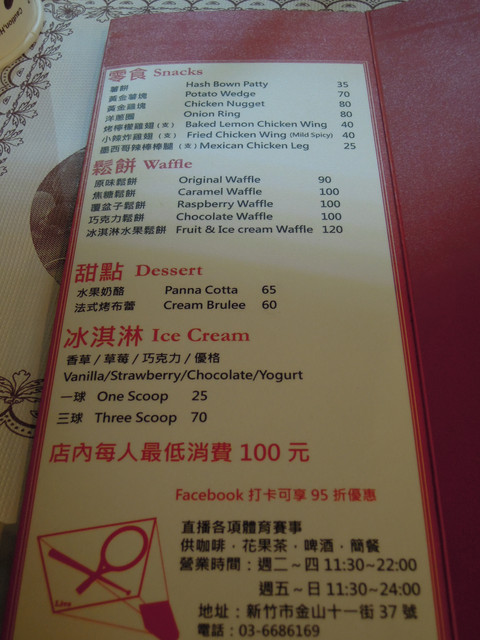 零食 Snacks
薯餅 Hash Bown Patty 35
黃金薯塊 Potato Wedge 70
黃金雞塊 Chicken Nugget 80
洋蔥圈 Onion Ring 80
烤檸檬雞翅（支） Baked Lemon Chicken Wing 40
小辣炸雞翅（支） Fried Chicken Wing (Mild Spicy) 40
墨西哥辣棒棒腿（支）Mexican Chicken Leg 25
鬆餅 Waffle
原味鬆餅 Original Waffle 90
焦糖鬆餅 Caramel Waffle 100
覆盆子鬆餅 Raspberry Waffle 100
巧克力鬆餅 Chocolate Waffle 100
冰淇淋水果鬆餅 Fruit & Ice cream Waffle 120
甜點 Dessert
水果奶酪 Panna Cotta 65
法式烤布蕾 Cream Brulee 60
冰淇淋 Ice Cream
香草/草莓/巧克力/優格
Vanilla/Strawberry/Chocolate/Yogurt
一球 One Scoop 25
三球 Three Scoop 70
店內每人最低消費 100 元
Facebook 打卡可享 95 折優惠
直播各項體育賽事
供咖啡，花果茶，啤酒，簡餐
營業時間：週二～四 11:30~22:00
週五～日 11:30~24:00
地址：新竹市金山十一街 37 號
電話：03-6686169